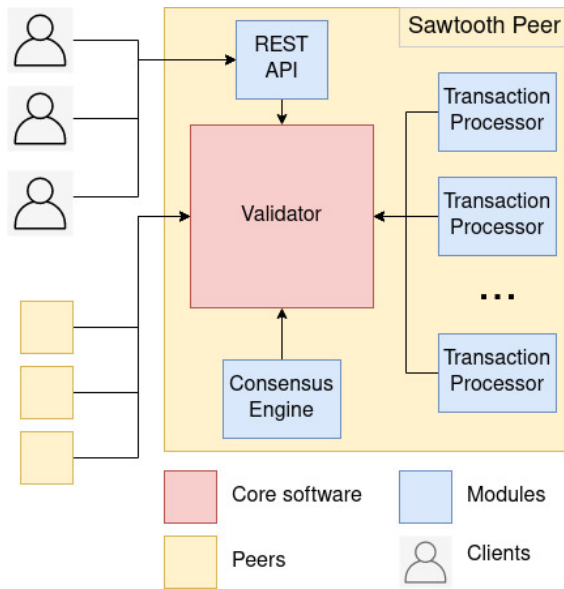 Sawtooth Peer
REST
API
Transaction
Processor
Validator
Transaction
Processor
...
Transaction
Processor
Consensus
Engine
Core software
Modules
Peers
Clients